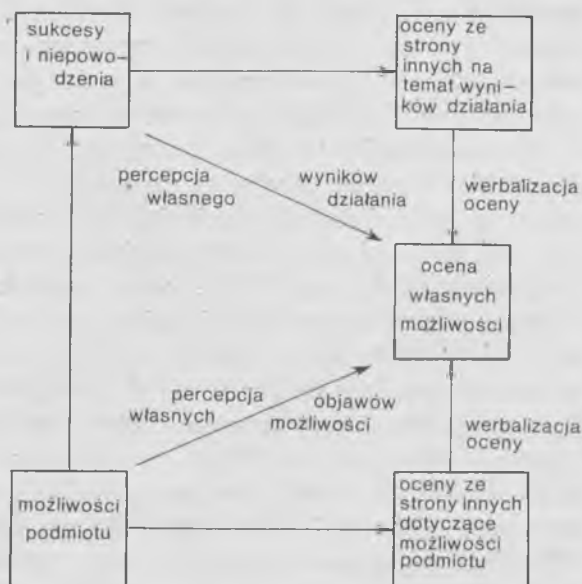 sukcesy
i niepowo-
dzenia
oceny ze
strony
innych na
temat wyni-
ków działania
percepcja
własnego
wyników
działania
werbalizacja
oceny
ocena
własnych
możliwości
percepcja
własnych
objawów
możliwości
werbalizacja
oceny
możliwości
podmiotu
oceny ze
strony innych
dotyczące
możliwości
podmiotu